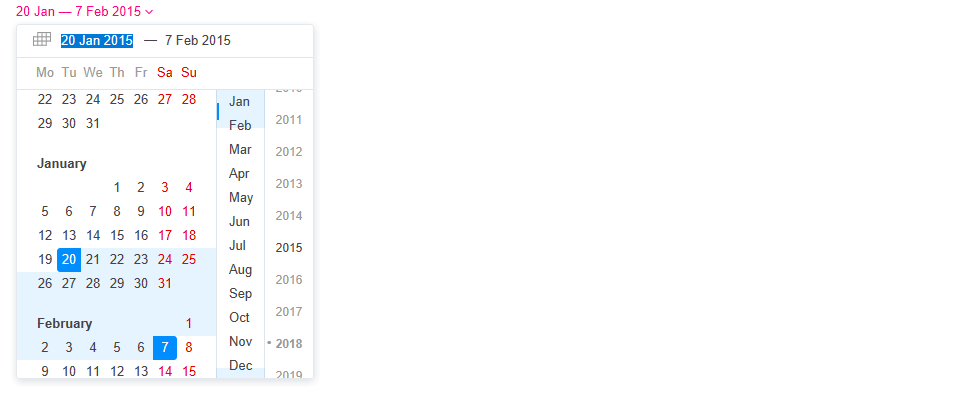 20 Jan — 7 Feb 2015
20 Jan 2015 — 7 Feb 2015
Mo Tu We Th Fr Sa Su
22 23 24 25 26 27 28
29 30 31
January
1 2 3 4
5 6 7 8 9 10 11
12 13 14 15 16 17 18
19 20 21 22 23 24 25
26 27 28 29 30 31
February 1
2 3 4 5 6 7 8
9 10 11 12 13 14 15
Jan
Feb
Mar
Apr
May
Jun
Jul
Aug
Sep
Oct
Nov
Dec
2010
2011
2012
2013
2014
2015
2016
2017
• 2018
2019